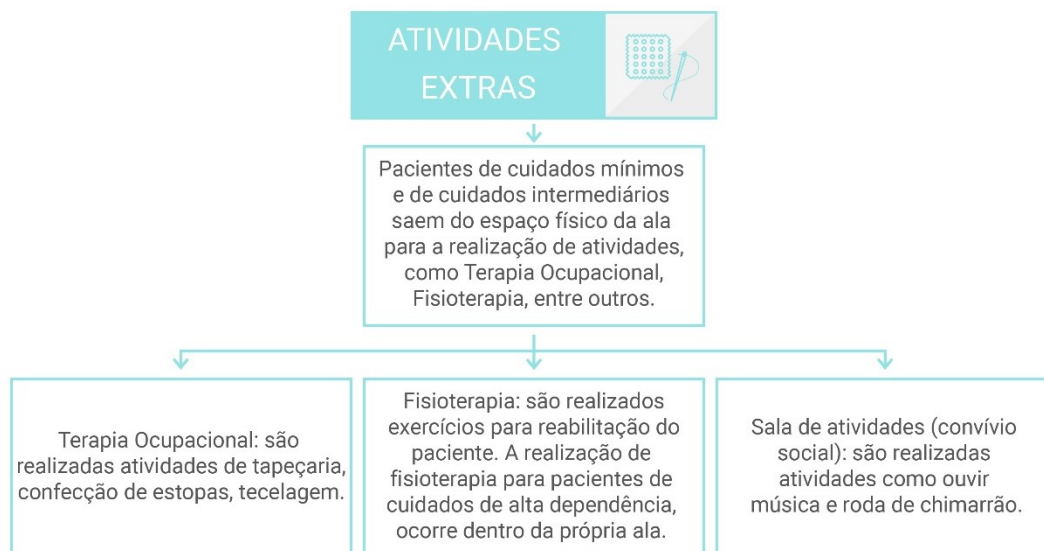 ATIVIDADES
EXTRAS
Pacientes de cuidados mínimos
e de cuidados intermediários
saem do espaço físico da ala
para a realização de atividades,
como Terapia Ocupacional,
Fisioterapia, entre outros.
Terapia Ocupacional: são
realizadas atividades de tapeçaria,
confecção de estopas, tecelagem.
Fisioterapia: são realizados
exercícios para reabilitação do
paciente. A realização de
fisioterapia para pacientes de
cuidados de alta dependência,
ocorre dentro da própria ala.
Sala de atividades (convívio
social): são realizadas
atividades como ouvir
música e roda de chimarrão.